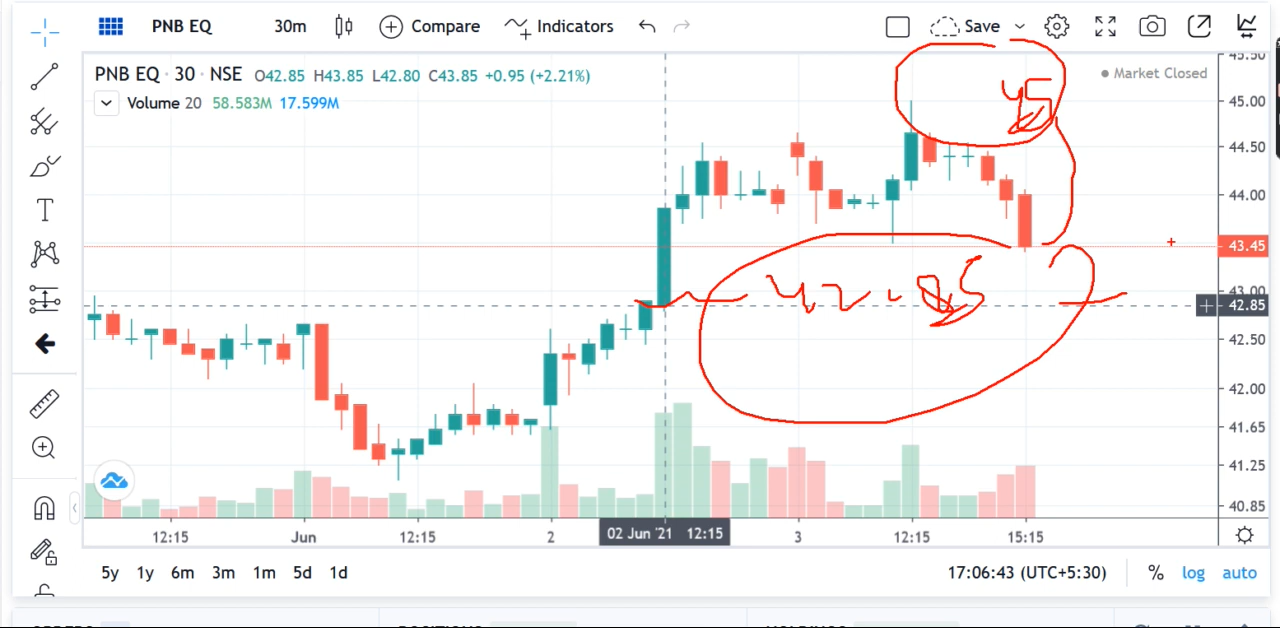 PNB EQ 30m Compare Indicators Save
PNB EQ · 30 · NSE O42.85 H43.85 L42.80 C43.85 +0.95 (+2.21%)
Market Closed
Volume 20 58.583M 17.599M
45.50
45.00
44.50
44.00
43.45
43.00
42.85
42.50
42.00
41.65
41.25
40.85
45
42.85
12:15 Jun 12:15 2 02 Jun '21 12:15 3 12:15 15:15
5y 1y 6m 3m 1m 5d 1d 17:06:43 (UTC+5:30) % log auto